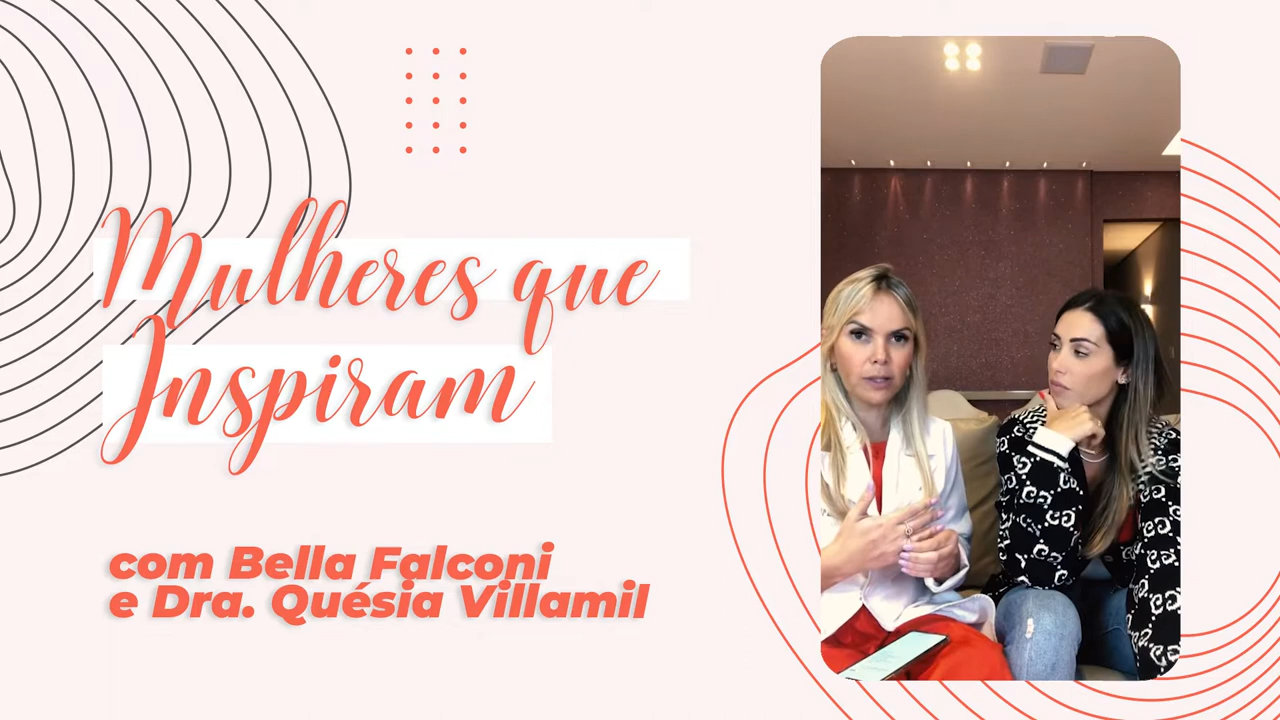 Mulheres que
Inspiram
com Bella Falconi
e Dra. Quésia Villamil